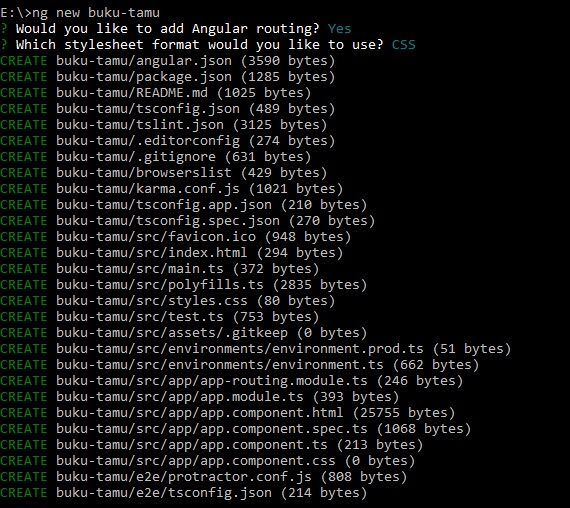 E:\>ng new buku-tamu
? Would you like to add Angular routing? Yes
? Which stylesheet format would you like to use? CSS
CREATE buku-tamu/angular.json (3590 bytes)
CREATE buku-tamu/package.json (1285 bytes)
CREATE buku-tamu/README.md (1025 bytes)
CREATE buku-tamu/tsconfig.json (489 bytes)
CREATE buku-tamu/tslint.json (3125 bytes)
CREATE buku-tamu/.editorconfig (274 bytes)
CREATE buku-tamu/.gitignore (631 bytes)
CREATE buku-tamu/browserslist (429 bytes)
CREATE buku-tamu/karma.conf.js (1021 bytes)
CREATE buku-tamu/tsconfig.app.json (210 bytes)
CREATE buku-tamu/tsconfig.spec.json (270 bytes)
CREATE buku-tamu/src/favicon.ico (948 bytes)
CREATE buku-tamu/src/index.html (294 bytes)
CREATE buku-tamu/src/main.ts (372 bytes)
CREATE buku-tamu/src/polyfills.ts (2835 bytes)
CREATE buku-tamu/src/styles.css (80 bytes)
CREATE buku-tamu/src/test.ts (753 bytes)
CREATE buku-tamu/src/assets/.gitkeep (0 bytes)
CREATE buku-tamu/src/environments/environment.prod.ts (51 bytes)
CREATE buku-tamu/src/environments/environment.ts (662 bytes)
CREATE buku-tamu/src/app/app-routing.module.ts (246 bytes)
CREATE buku-tamu/src/app/app.module.ts (393 bytes)
CREATE buku-tamu/src/app/app.component.html (25755 bytes)
CREATE buku-tamu/src/app/app.component.spec.ts (1068 bytes)
CREATE buku-tamu/src/app/app.component.ts (213 bytes)
CREATE buku-tamu/src/app/app.component.css (0 bytes)
CREATE buku-tamu/e2e/protractor.conf.js (808 bytes)
CREATE buku-tamu/e2e/tsconfig.json (214 bytes)